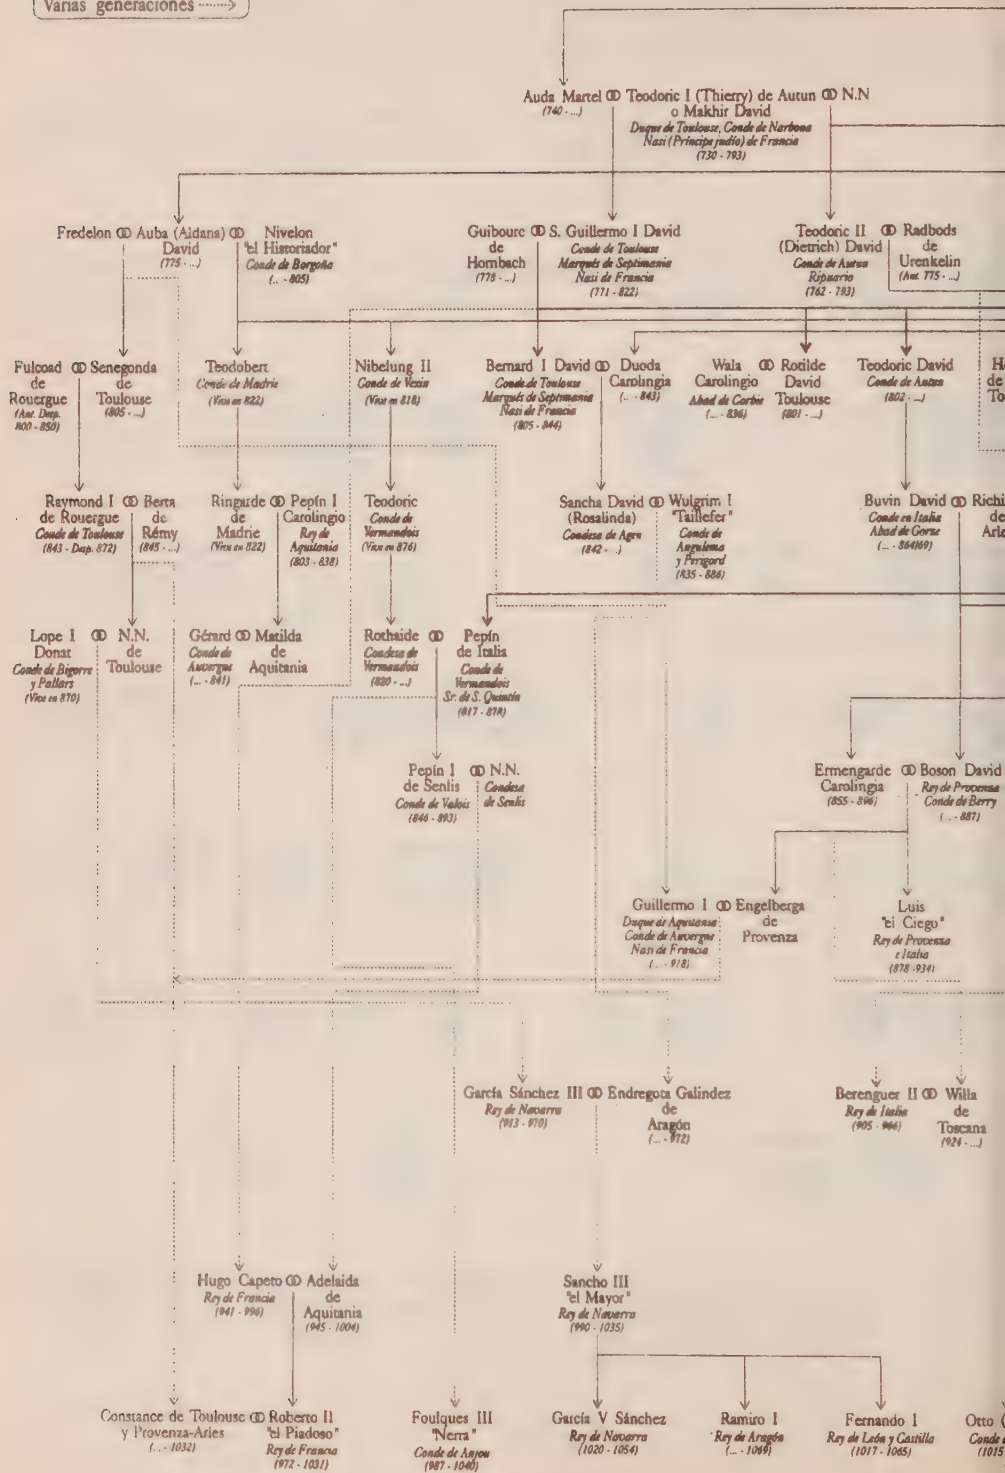 Varias generaciones
Auda Martel ⚭ Teodoric I (Thierry) de Autun ⚭ N.N
(740 - ...)
o Makhir David
Duque de Toulouse, Conde de Narbona
Nasi (Príncipe judío) de Francia
(730 - 793)
Fredelon ⚭ Auba (Aldana) ⚭ Nivelon
David
(775 - ...)
"el Historiador"
Conde de Borgoña
(.. - 805)
Guibourc ⚭ S. Guillermo I David
de
Hornbach
(778 - ...)
Conde de Toulouse
Marqués de Septimania
Nasi de Francia
(771 - 822)
Teodoric II ⚭ Radbods
(Dietrich) David
Conde de Autun
Ripuario
(762 - 793)
de
Urenkelin
(Ant. 775 - ...)
Fulcoad ⚭ Senegonda
de
Rouergue
(Ant. Desp.
800 - 850)
de
Toulouse
(805 - ...)
Teodobert
Conde de Madrie
(Vive en 822)
Nibelung II
Conde de Vexin
(Vive en 818)
Bernard I David ⚭ Duoda
Conde de Toulouse
Marqués de Septimania
Nasi de Francia
(805 - 844)
Carolingia
(... - 843)
Wala ⚭ Rotilde
Carolingio
Abad de Corbie
(... - 836)
David
Toulouse
(801 - ...)
Teodoric David
Conde de Autun
(802 - ...)
de
To
Raymond I ⚭ Berta
de Rouergue
Conde de Toulouse
(843 - Desp. 872)
de
Rémy
(845 - ...)
Ringarde ⚭ Pepín I
de
Madrie
(Vive en 822)
Carolingio
Rey de
Aquitania
(803 - 838)
Teodoric
Conde de
Vermandois
(Vive en 876)
Sancha David ⚭ Wulgrim I
(Rosalinda)
Condesa de Agen
(842 - ..)
"Taillefer"
Conde de
Angulema
y Perigord
(835 - 886)
Buvin David ⚭ Richi
Conde en Italia
Abad de Gorze
(... - 864/69)
de
Arle
Lope I ⚭ N.N.
Donat
Conde de Bigorre
y Pallars
(Vive en 870)
de
Toulouse
Gérard ⚭ Matilda
Conde de
Auvergne
(... - 841)
de
Aquitania
Rothaide ⚭ Pepín
Condesa de
Vermandois
(820 - ...)
de Italia
Conde de
Vermandois
Sr. de S. Quintín
(817 - 878)
Pepín I ⚭ N.N.
de Senlis
Conde de Valois
(846 - 893)
Condesa
de Senlis
Ermengarde ⚭ Boson David
Carolingia
(855 - 896)
Rey de Provenza
Conde de Berry
(... - 887)
Guillermo I ⚭ Engelberga
Duque de Aquitania
Conde de Auvergne
Nasi de Francia
(... - 918)
de
Provenza
Luis
"el Ciego"
Rey de Provenza
e Italia
(878 - 934)
García Sánchez III ⚭ Endregota Galindez
Rey de Navarra
(913 - 970)
de
Aragón
(... - 972)
Berenguer II ⚭ Willa
Rey de Italia
(905 - 966)
de
Toscana
(924 - ...)
Hugo Capeto ⚭ Adelaida
Rey de Francia
(941 - 996)
de
Aquitania
(945 - 1004)
Sancho III
"el Mayor"
Rey de Navarra
(990 - 1035)
Constance de Toulouse ⚭ Roberto II
y Provenza-Arles
(.. - 1032)
"el Piadoso"
Rey de Francia
(972 - 1031)
Foulques III
"Nerra"
Conde de Anjou
(987 - 1040)
García V Sánchez
Rey de Navarra
(1020 - 1054)
Ramiro I
Rey de Aragón
(... - 1069)
Fernando I
Rey de León y Castilla
(1017 - 1065)
Otto
Conde
(1015